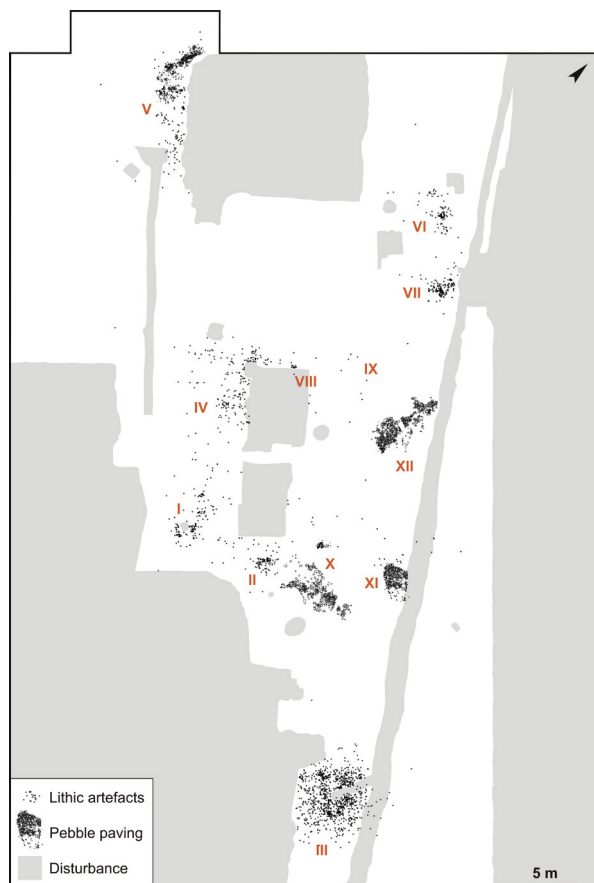 V
VI
VII
IX
VIII
IV
XII
I
X
II
XI
III
Lithic artefacts
Pebble paving
Disturbance
5 m